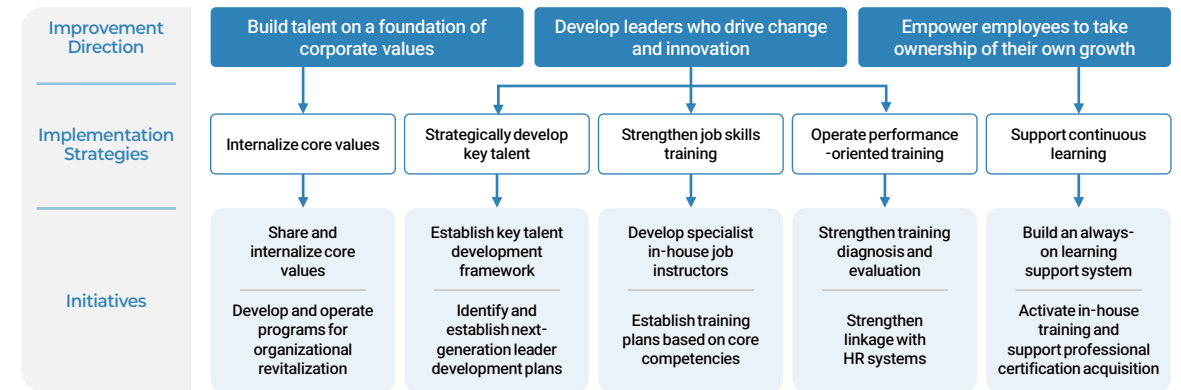 Improvement
Direction
Build talent on a foundation of
corporate values
Develop leaders who drive change
and innovation
Empower employees to take
ownership of their own growth
Implementation
Strategies
Internalize core values
Strategically develop
key talent
Strengthen job skills
training
Operate performance
-oriented training
Support continuous
learning
Initiatives
Share and
internalize core
values
Develop and operate
programs for
organizational
revitalization
Establish key talent
development
framework
Identify and
establish next-
generation leader
development plans
Develop specialist
in-house job
instructors
Establish training
plans based on core
competencies
Strengthen training
diagnosis and
evaluation
Strengthen
linkage with
HR systems
Build an always-
on learning
support system
Activate in-house
training and
support professional
certification acquisition